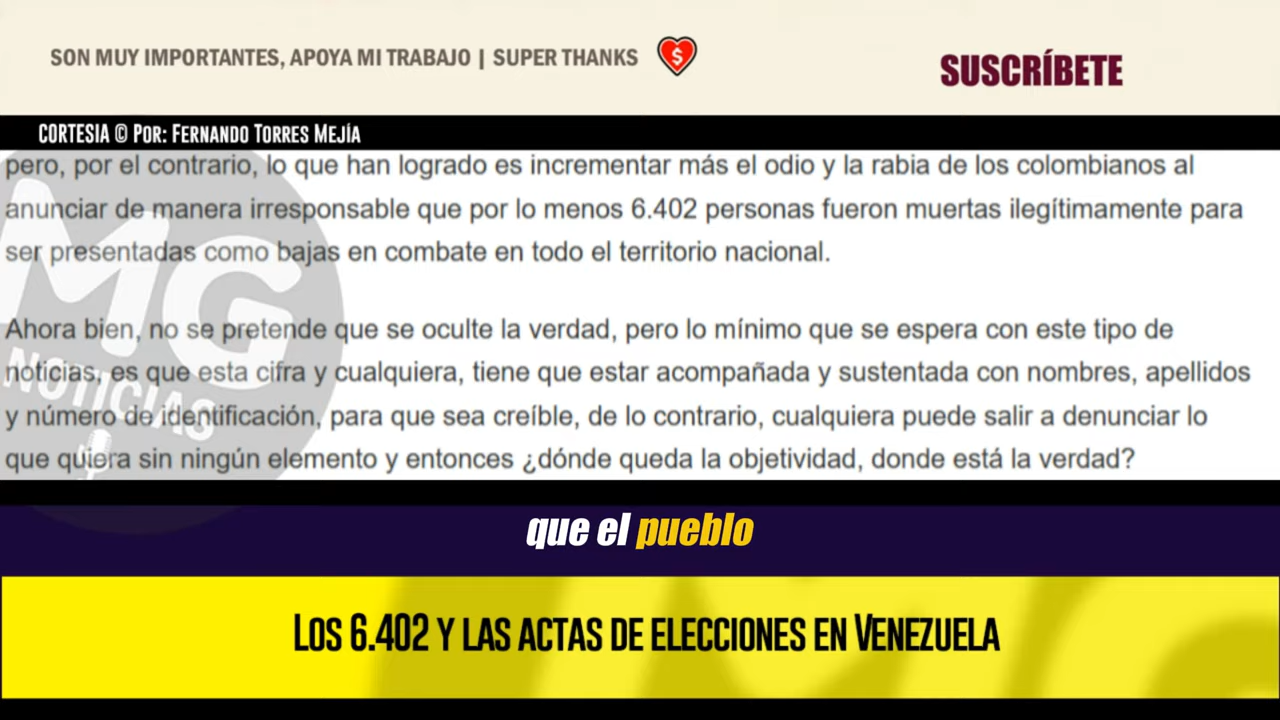 SON MUY IMPORTANTES, APOYA MI TRABAJO | SUPER THANKS
SUSCRÍBETE
CORTESIA © POR: FERNANDO TORRES MEJÍA
pero, por el contrario, lo que han logrado es incrementar más el odio y la rabia de los colombianos al
anunciar de manera irresponsable que por lo menos 6.402 personas fueron muertas ilegítimamente para
ser presentadas como bajas en combate en todo el territorio nacional.
Ahora bien, no se pretende que se oculte la verdad, pero lo mínimo que se espera con este tipo de
noticias, es que esta cifra y cualquiera, tiene que estar acompañada y sustentada con nombres, apellidos
y número de identificación, para que sea creíble, de lo contrario, cualquiera puede salir a denunciar lo
que quiera sin ningún elemento y entonces ¿dónde queda la objetividad, donde está la verdad?
MG
NOTICIAS
que el pueblo
LOS 6.402 Y LAS ACTAS DE ELECCIONES EN VENEZUELA